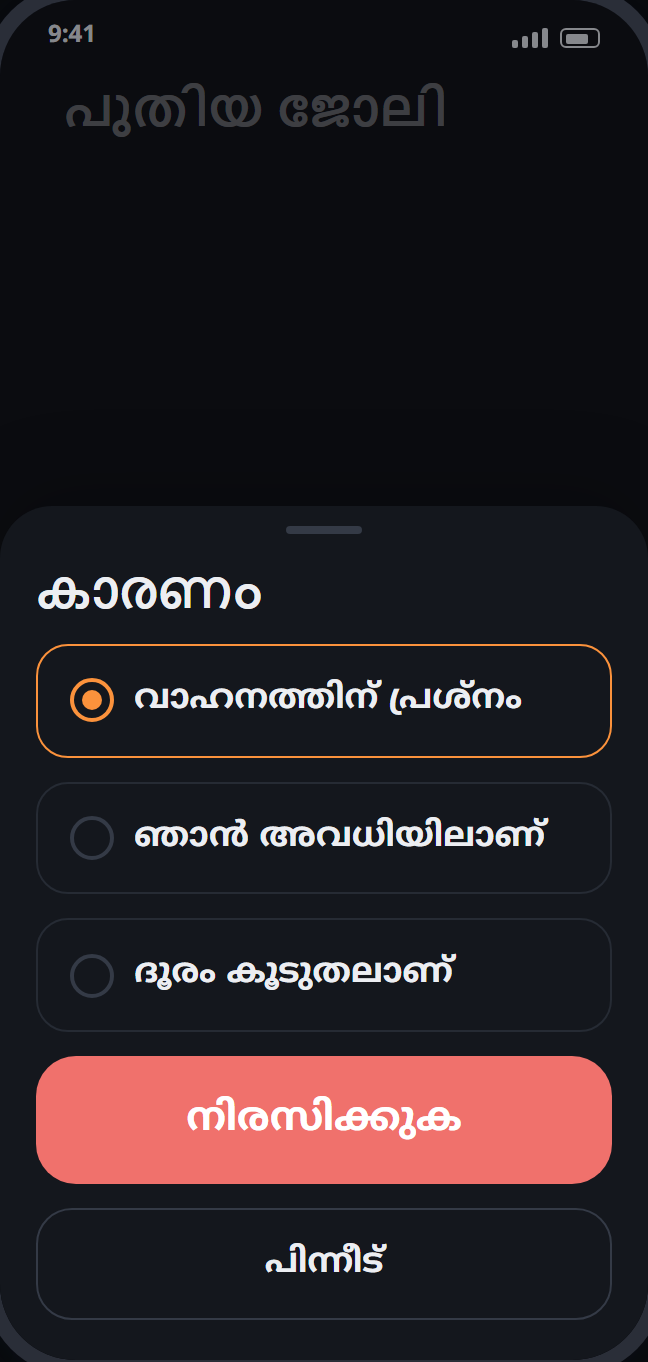 9:41
പുതിയ ജോലി
കാരണം
വാഹനത്തിന് പ്രശ്നം
ഞാൻ അവധിയിലാണ്
ദൂരം കൂടുതലാണ്
നിരസിക്കുക
പിന്നീട്